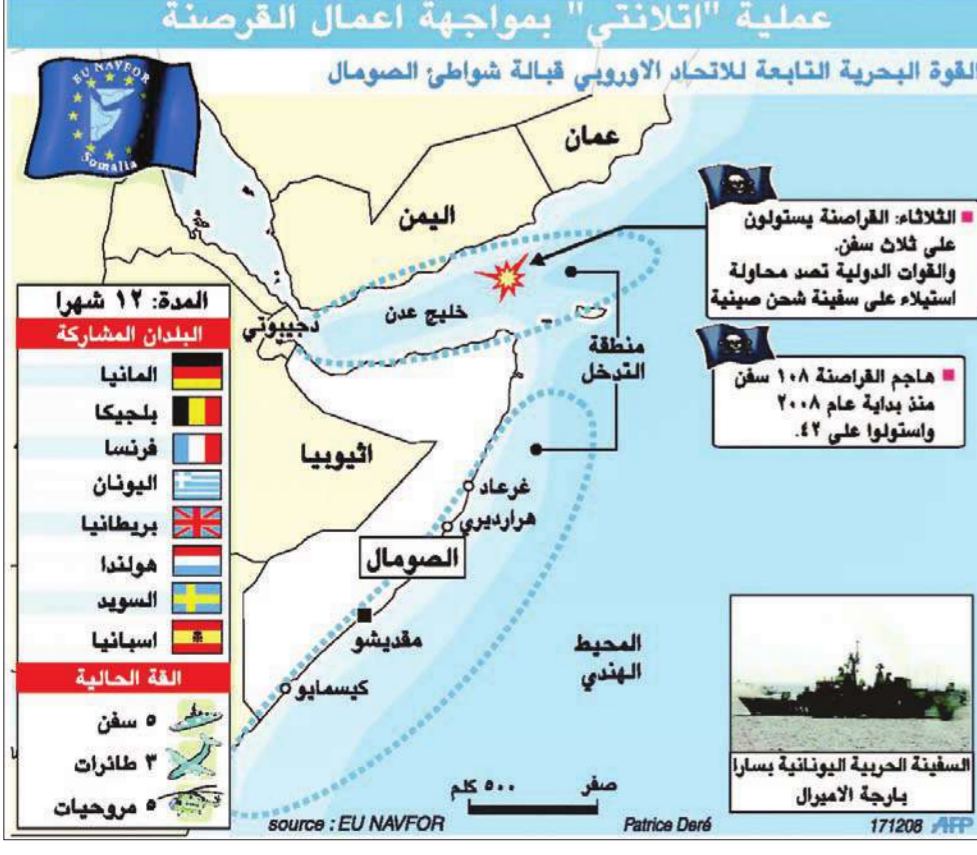 عملية "اتلانتي" بمواجهة اعمال القرصنة
القوة البحرية التابعة للاتحاد الاوروبي قبالة شواطئ الصومال
EU NAVFOR
Somalia
عمان
اليمن
الثلاثاء: القراصنة يستولون
على ثلاث سفن.
والقوات الدولية تصد محاولة
استيلاء على سفينة شحن صينية
خليج عدن
دجيبوتي
منطقة
التدخل
هاجم القراصنة ١٠٨ سفن
منذ بداية عام ٢٠٠٨
واستولوا على ٤٢.
المدة: ١٢ شهرا
البلدان المشاركة
المانيا
بلجيكا
فرنسا
اليونان
بريطانيا
هولندا
السويد
اسبانيا
القة الحالية
٥ سفن
٣ طائرات
٥ مروحيات
اثيوبيا
غرعاد
هرارديري
الصومال
مقديشو
كيسمايو
المحيط
الهندي
السفينة الحربية اليونانية بسارا
بارجة الاميرال
صفر
٥٠٠ كلم
source : EU NAVFOR
Patrice Deré
171208 AFP